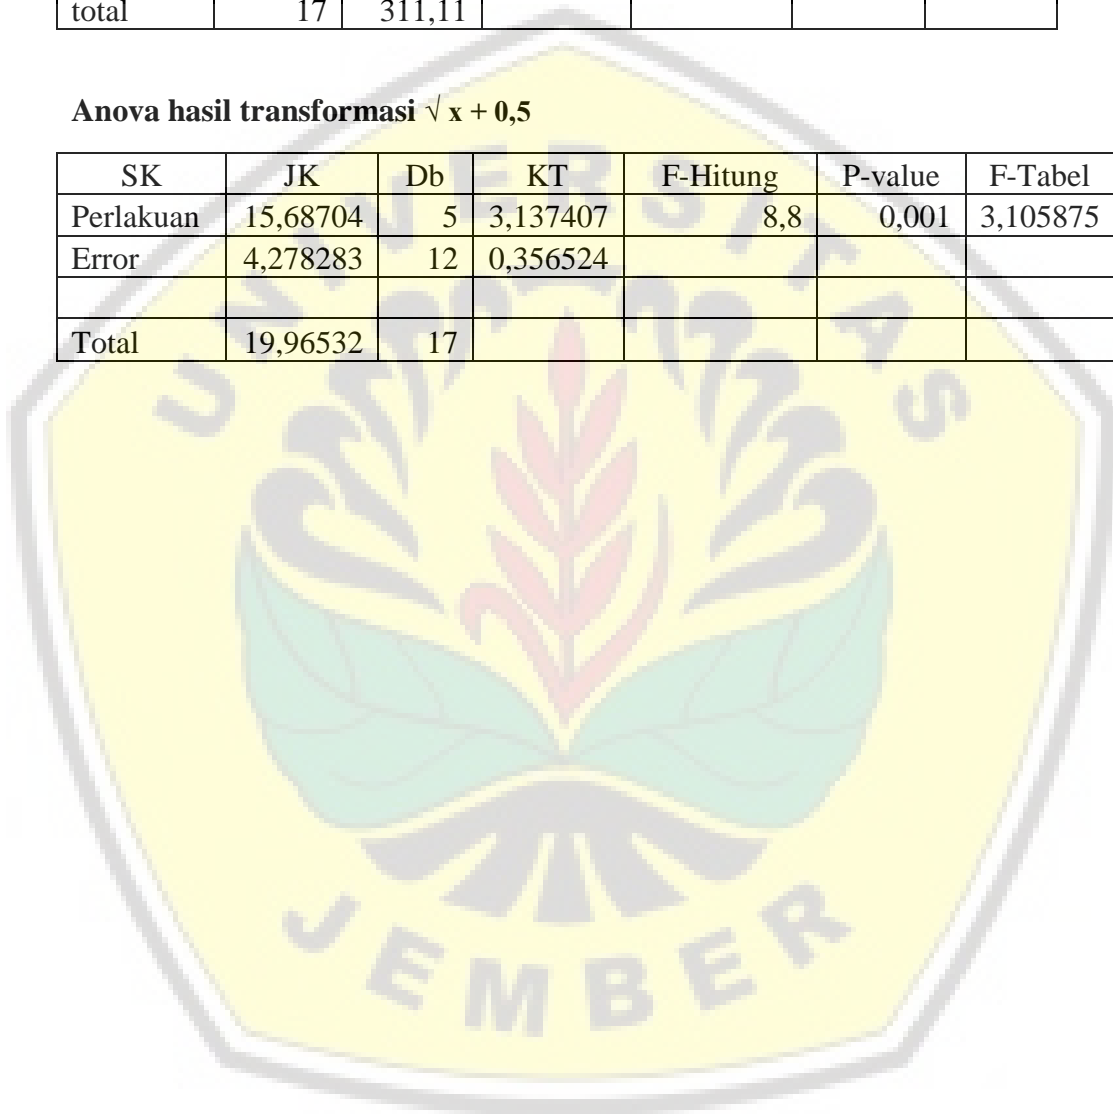 total 17 311,11
Anova hasil transformasi √ x + 0,5
SK JK Db KT F-Hitung P-value F-Tabel
Perlakuan 15,68704 5 3,137407 8,8 0,001 3,105875
Error 4,278283 12 0,356524
Total 19,96532 17
UNIVERSITAS
JEMBER